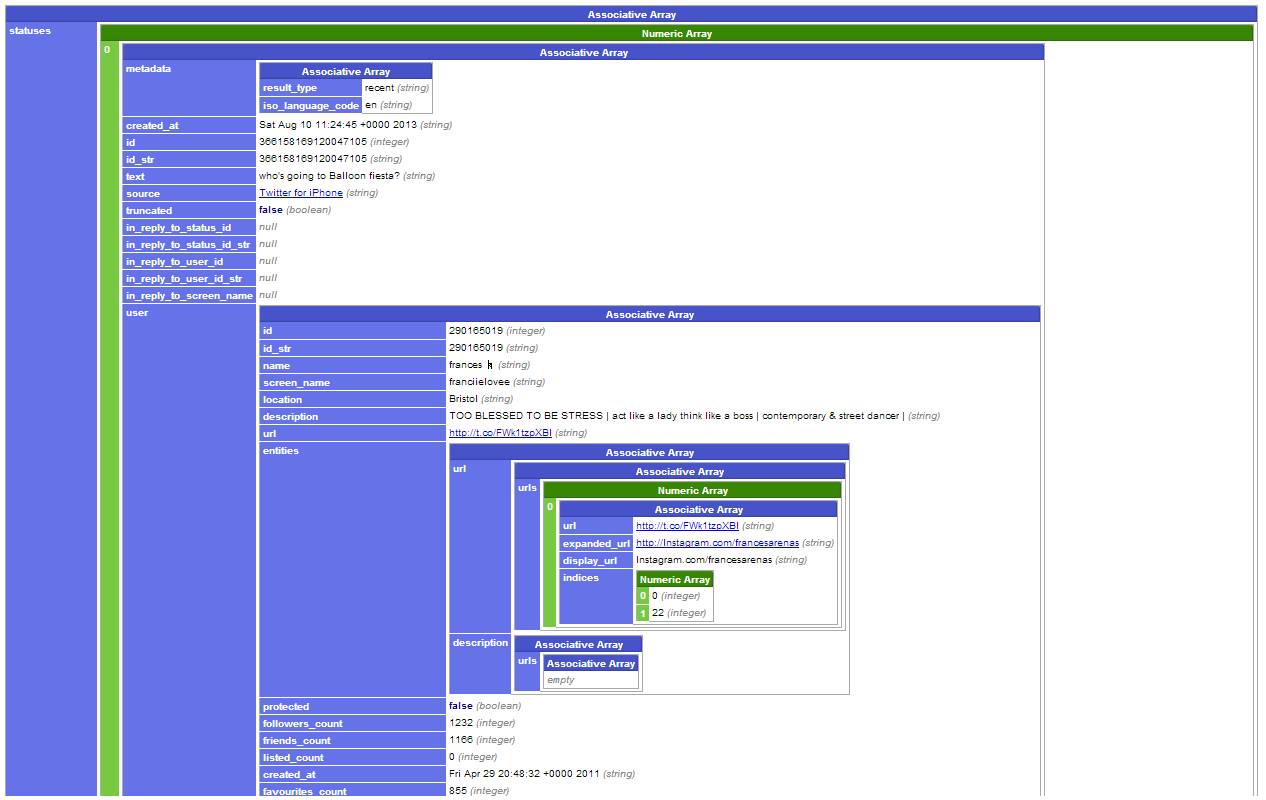 Associative Array
statuses Numeric Array
0 Associative Array
metadata Associative Array
result_type recent (string)
iso_language_code en (string)
created_at Sat Aug 10 11:24:45 +0000 2013 (string)
id 366158169120047105 (integer)
id_str 366158169120047105 (string)
text who's going to Balloon fiesta? (string)
source Twitter for iPhone (string)
truncated false (boolean)
in_reply_to_status_id null
in_reply_to_status_id_str null
in_reply_to_user_id null
in_reply_to_user_id_str null
in_reply_to_screen_name null
user Associative Array
id 290165019 (integer)
id_str 290165019 (string)
name frances (string)
screen_name franciielovee (string)
location Bristol (string)
description TOO BLESSED TO BE STRESS | act like a lady think like a boss | contemporary & street dancer | (string)
url http://t.co/FWk1tzpXBI (string)
entities Associative Array
url Associative Array
urls Numeric Array
0 Associative Array
url http://t.co/FWk1tzpXBI (string)
expanded_url http://Instagram.com/francesarenas (string)
display_url Instagram.com/francesarenas (string)
indices Numeric Array
0 0 (integer)
1 22 (integer)
description Associative Array
urls Associative Array
empty
protected false (boolean)
followers_count 1232 (integer)
friends_count 1166 (integer)
listed_count 0 (integer)
created_at Fri Apr 29 20:48:32 +0000 2011 (string)
favourites_count 855 (integer)